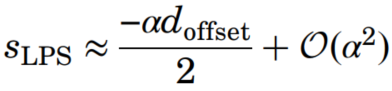 s_LPS ≈ −αd_offset / 2 + 𝒪(α²)